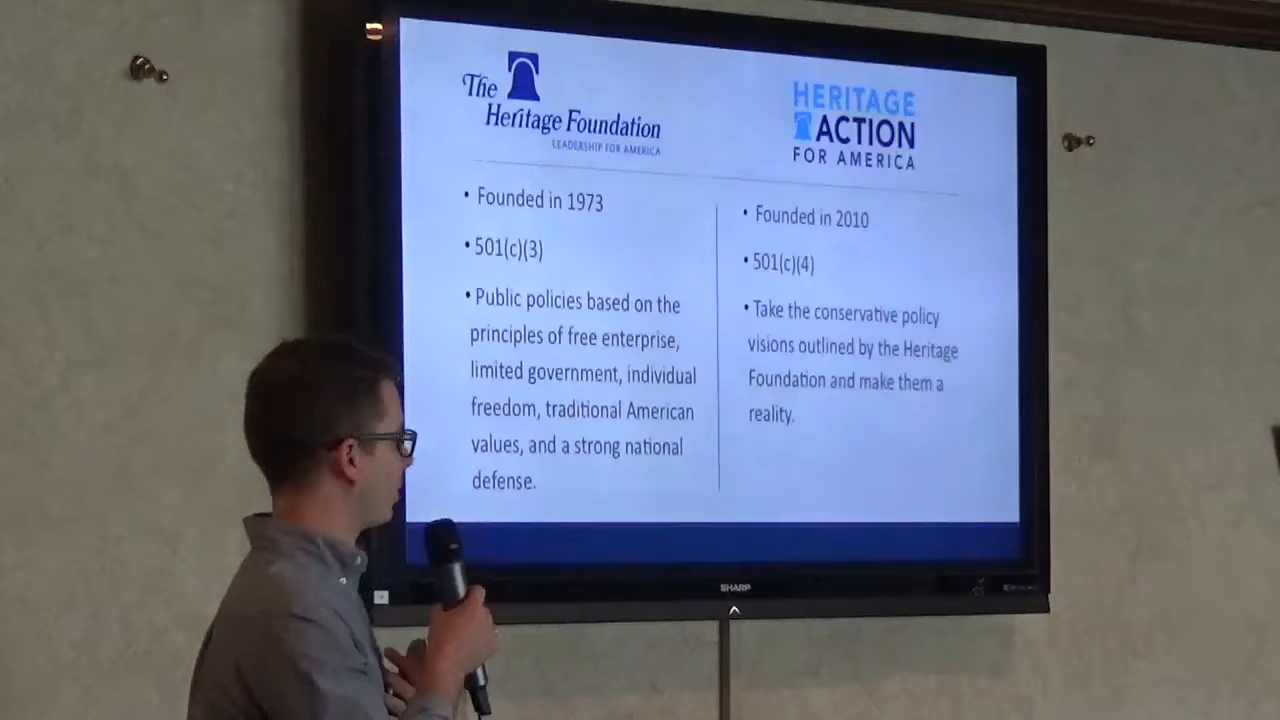 The
Heritage Foundation
LEADERSHIP FOR AMERICA
• Founded in 1973
• 501(c)(3)
• Public policies based on the
principles of free enterprise,
limited government, individual
freedom, traditional American
values, and a strong national
defense.
HERITAGE
ACTION
FOR AMERICA
• Founded in 2010
• 501(c)(4)
• Take the conservative policy
visions outlined by the Heritage
Foundation and make them a
reality.
SHARP